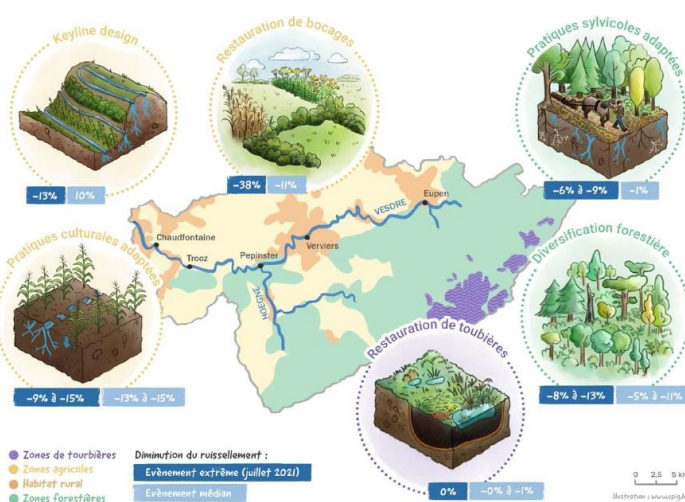 Keyline design
-13% 10%
Restauration de bocages
-38% -11%
Pratiques sylvicoles adaptées
-6% à -9% -1%
Pratiques culturales adaptées
-9% à -15% -13% à -15%
Chaudfontaine
Trooz
Pepinster
Verviers
Eupen
VESDRE
HOEGNE
Diversification forestière
-8% à -13% -5% à -11%
Restauration de toubières
0% -0% à -1%
Zones de tourbières
Zones agricoles
Habitat rural
Zones forestières
Diminution du ruissellement :
Evènement extrême (juillet 2021)
Evènement médian
0 2.5 5 k
Illustration :